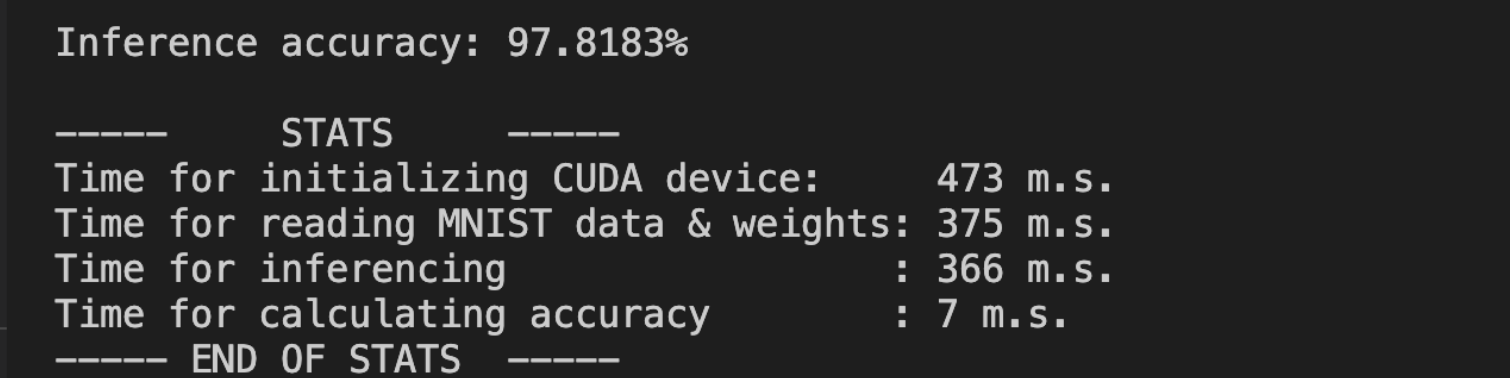 Inference accuracy: 97.8183%
-----     STATS     -----
Time for initializing CUDA device:     473 m.s.
Time for reading MNIST data & weights: 375 m.s.
Time for inferencing                 : 366 m.s.
Time for calculating accuracy        : 7 m.s.
----- END OF STATS  -----